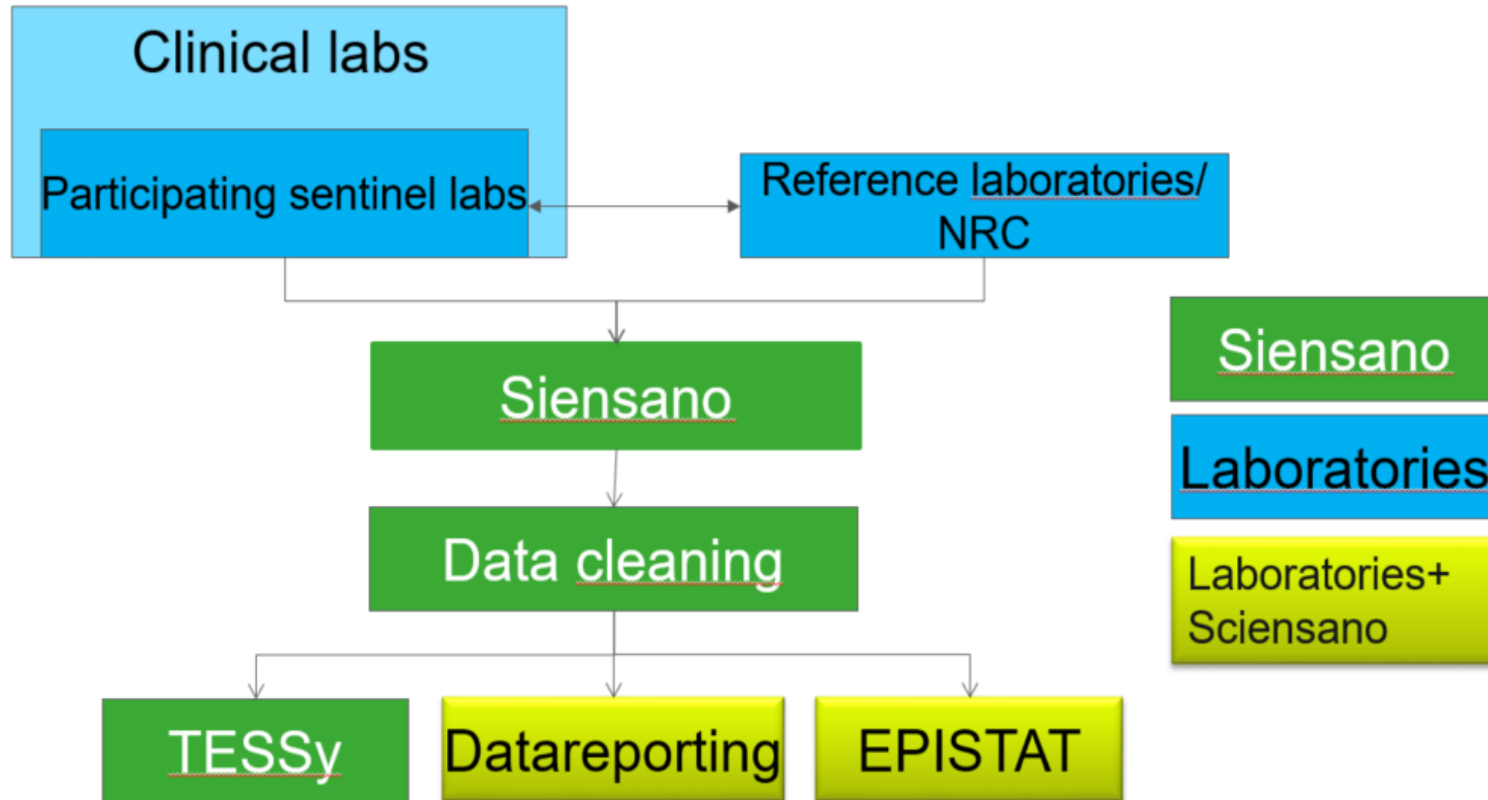 Clinical labs
Participating sentinel labs
Reference laboratories/
NRC
Siensano
Data cleaning
TESSy
Datareporting
EPISTAT
Siensano
Laboratories
Laboratories+
Sciensano